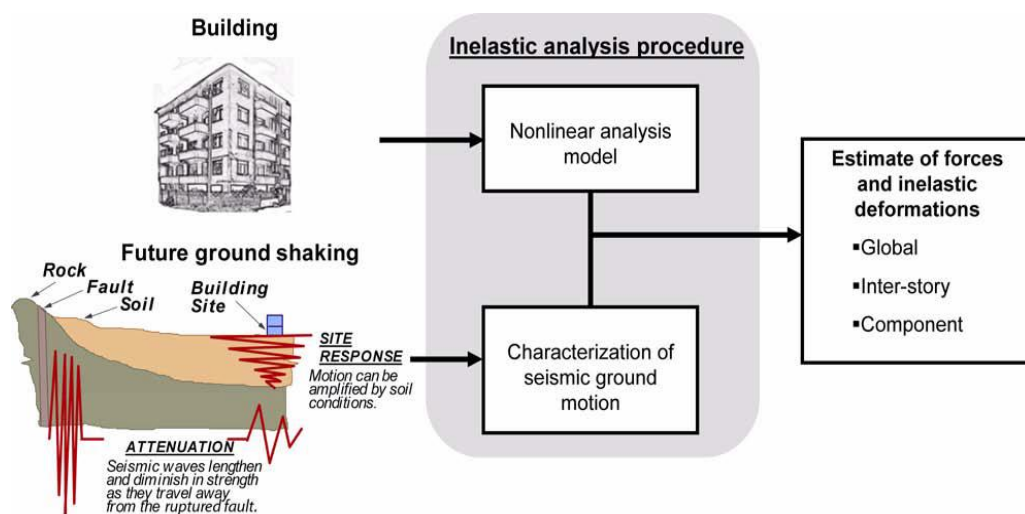 Building
Inelastic analysis procedure
Nonlinear analysis
model
Estimate of forces
and inelastic
deformations
▪Global
▪Inter-story
▪Component
Future ground shaking
Rock
Fault
Soil
Building
Site
SITE
RESPONSE
Motion can be
amplified by soil
conditions.
Characterization of
seismic ground
motion
ATTENUATION
Seismic waves lengthen
and diminish in strength
as they travel away
from the ruptured fault.